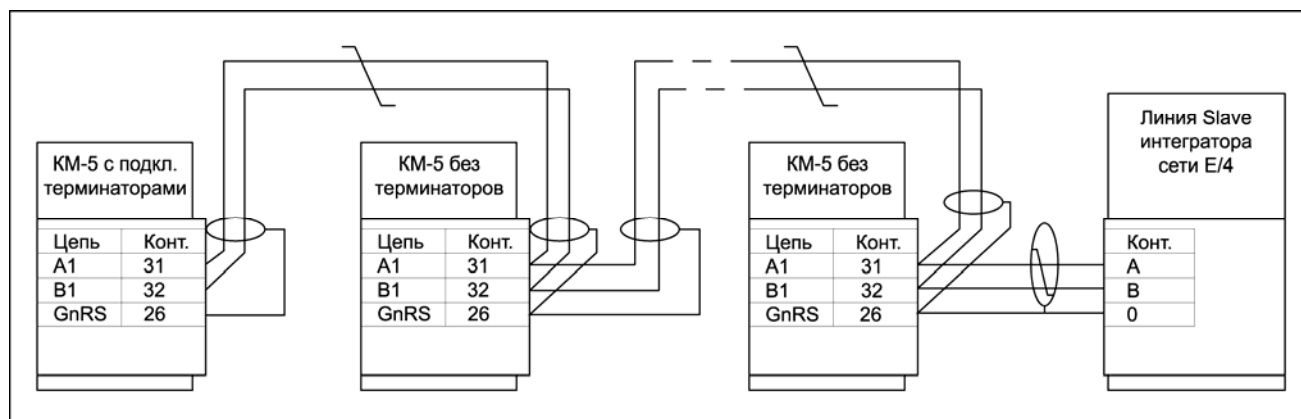 КМ-5 с подкл.
терминаторами
Цепь Конт.
A1 31
B1 32
GnRS 26
КМ-5 без
терминаторов
Цепь Конт.
A1 31
B1 32
GnRS 26
КМ-5 без
терминаторов
Цепь Конт.
A1 31
B1 32
GnRS 26
Линия Slave
интегратора
сети Е/4
Конт.
A
B
0